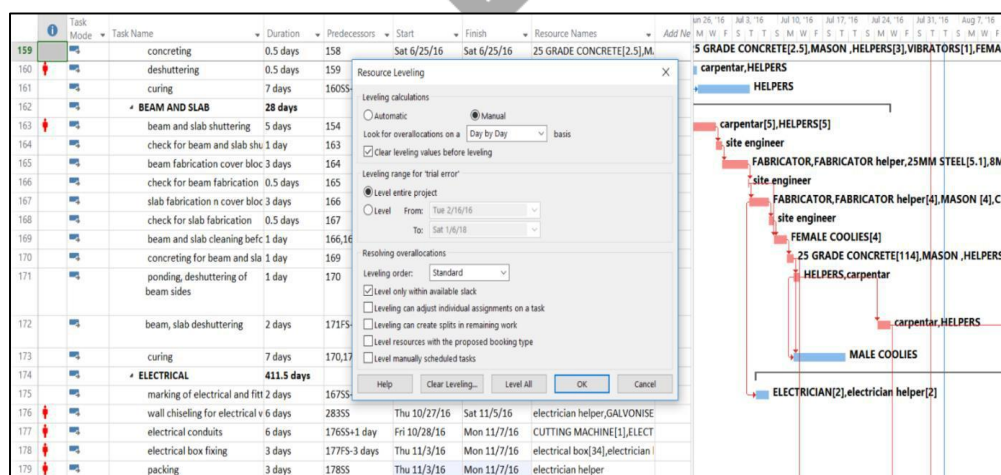 Task Mode Task Name Duration Predecessors Start Finish Resource Names Add Ne
Jun 26, '16 Jul 3, '16 Jul 10, '16 Jul 17, '16 Jul 24, '16 Jul 31, '16 Aug 7, '16
159 concreting 0.5 days 158 Sat 6/25/16 Sat 6/25/16 25 GRADE CONCRETE[2.5],M. 5 GRADE CONCRETE[2.5],MASON ,HELPERS[3],VIBRATORS[1],FEMA
160 deshuttering 0.5 days 159 carpentar,HELPERS
161 curing 7 days 160SS+ HELPERS
162 BEAM AND SLAB 28 days
163 beam and slab shuttering 5 days 154 carpentar[5],HELPERS[5]
164 check for beam and slab shu 1 day 163 site engineer
165 beam fabrication cover bloc 3 days 164 FABRICATOR,FABRICATOR helper,25MM STEEL[5.1],8M
166 check for beam fabrication 0.5 days 165 site engineer
167 slab fabrication n cover bloc 3 days 166 FABRICATOR,FABRICATOR helper[4],MASON [4],C
168 check for slab fabrication 0.5 days 167 site engineer
169 beam and slab cleaning befc 1 day 166,16 FEMALE COOLIES[4]
170 concreting for beam and sla 1 day 169 25 GRADE CONCRETE[114],MASON ,HELPERS
171 ponding, deshuttering of beam sides 1 day 170 HELPERS,carpentar
172 beam, slab deshuttering 2 days 171FS+ carpentar,HELPERS
173 curing 7 days 170,17 MALE COOLIES
174 ELECTRICAL 411.5 days
175 marking of electrical and fitt 2 days 167SS+ ELECTRICIAN[2],electrician helper[2]
176 wall chiseling for electrical v 6 days 283SS Thu 10/27/16 Sat 11/5/16 electrician helper,GALVONISE
177 electrical conduits 6 days 176SS+1 day Fri 10/28/16 Mon 11/7/16 CUTTING MACHINE[1],ELECT
178 electrical box fixing 3 days 177FS-3 days Thu 11/3/16 Mon 11/7/16 electrical box[34],electrician
179 packing 3 days 178SS Thu 11/3/16 Mon 11/7/16 electrician helper
Resource Leveling X
Leveling calculations
Automatic Manual
Look for overallocations on a Day by Day basis
Clear leveling values before leveling
Leveling range for 'trial error'
Level entire project
Level From: Tue 2/16/16
To: Sat 1/6/18
Resolving overallocations
Leveling order: Standard
Level only within available slack
Leveling can adjust individual assignments on a task
Leveling can create splits in remaining work
Level resources with the proposed booking type
Level manually scheduled tasks
Help Clear Leveling... Level All OK Cancel